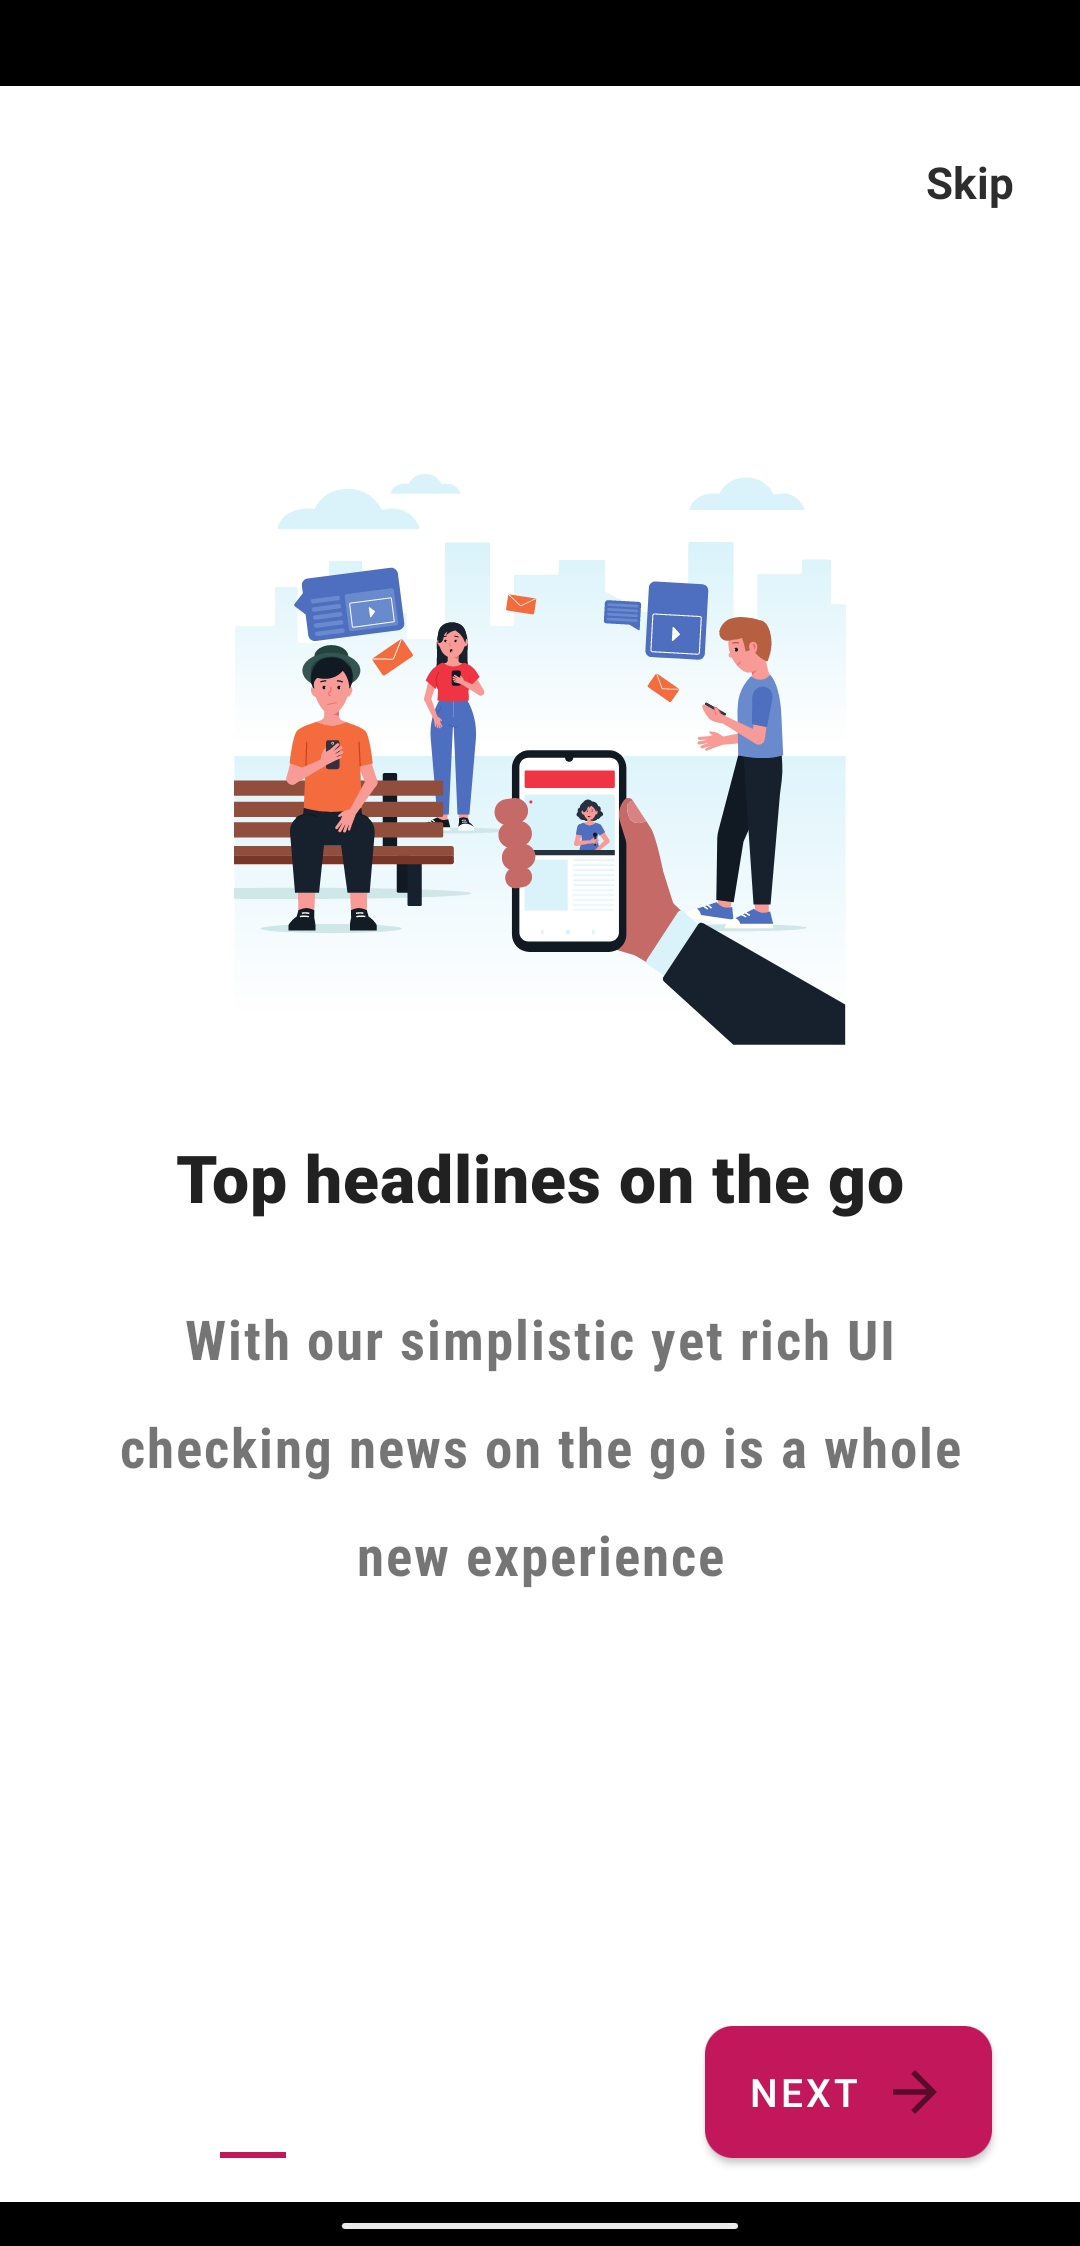 Skip
Top headlines on the go
With our simplistic yet rich UI
checking news on the go is a whole
new experience
NEXT